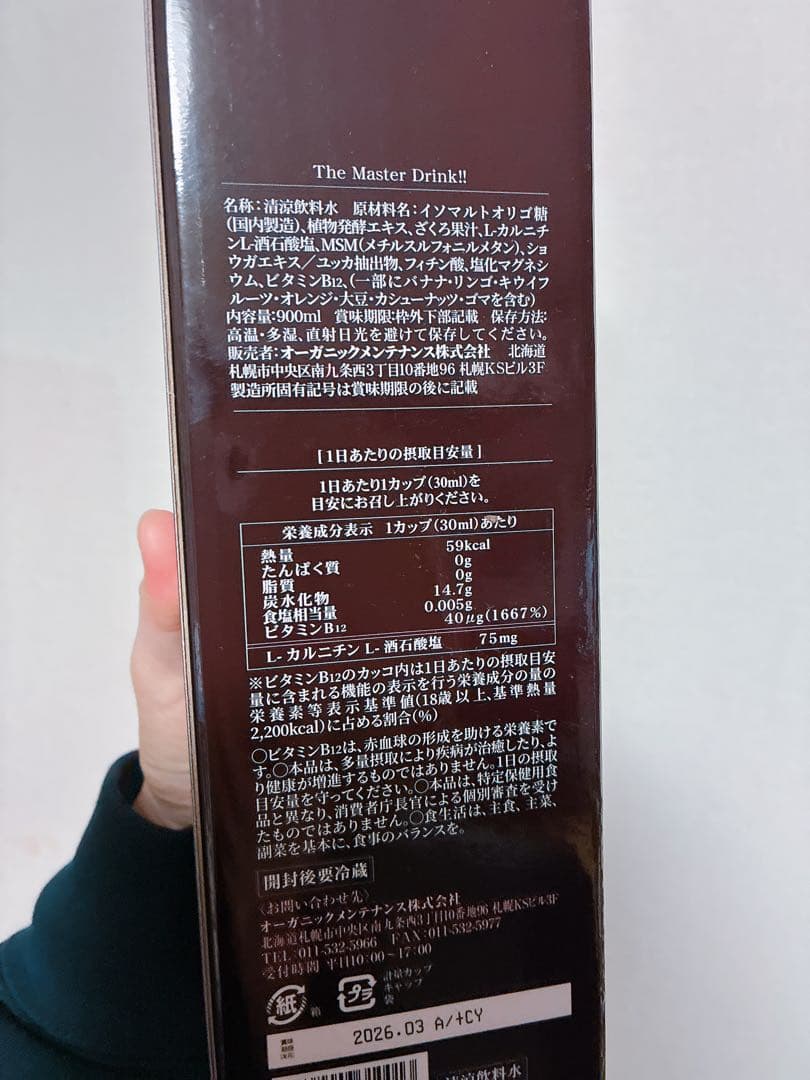 The Master Drink!!
名称：清涼飲料水　原材料名：イソマルトオリゴ糖
(国内製造)、植物発酵エキス、ざくろ果汁、L-カルニチ
ンL-酒石酸塩、MSM(メチルスルフォニルメタン)、ショ
ウガエキス／ユッカ抽出物、フィチン酸、塩化マグネシ
ウム、ビタミンB12、(一部にバナナ・リンゴ・キウイフ
ルーツ・オレンジ・大豆・カシューナッツ・ゴマを含む)
内容量:900ml　賞味期限:枠外下部記載　保存方法:
高温・多湿、直射日光を避けて保存してください。
販売者：オーガニックメンテナンス株式会社　北海道
札幌市中央区南九条西3丁目10番地96 札幌KSビル3F
製造所固有記号は賞味期限の後に記載
[1日あたりの摂取目安量]
1日あたり1カップ(30ml)を
目安にお召し上がりください。
栄養成分表示　1カップ(30ml)あたり
熱量 59kcal
たんぱく質 0g
脂質 0g
炭水化物 14.7g
食塩相当量 0.005g
ビタミンB12 40μg(1667%)
L-カルニチン L-酒石酸塩 75mg
※ビタミンB12のカッコ内は1日あたりの摂取目安
量に含まれる機能の表示を行う栄養成分の量の
栄養素等表示基準値(18歳以上、基準熱量
2,200kcal)に占める割合(%)
○ビタミンB12は、赤血球の形成を助ける栄養素で
す。○本品は、多量摂取により疾病が治癒したり、よ
り健康が増進するものではありません。1日の摂取
目安量を守ってください。○本品は、特定保健用食
品と異なり、消費者庁長官による個別審査を受け
たものではありません。○食生活は、主食、主菜、
副菜を基本に、食事のバランスを。
開封後要冷蔵
〈お問い合わせ先〉
オーガニックメンテナンス株式会社
北海道札幌市中央区南九条西3丁目10番地96 札幌KSビル3F
TEL:011-532-5966　FAX:011-532-5977
受付時間 平日10:00～17:00
紙 箱
プラ 計量カップ
キャップ
袋
賞味
期限
2026.03 A/+CY
清涼飲料水